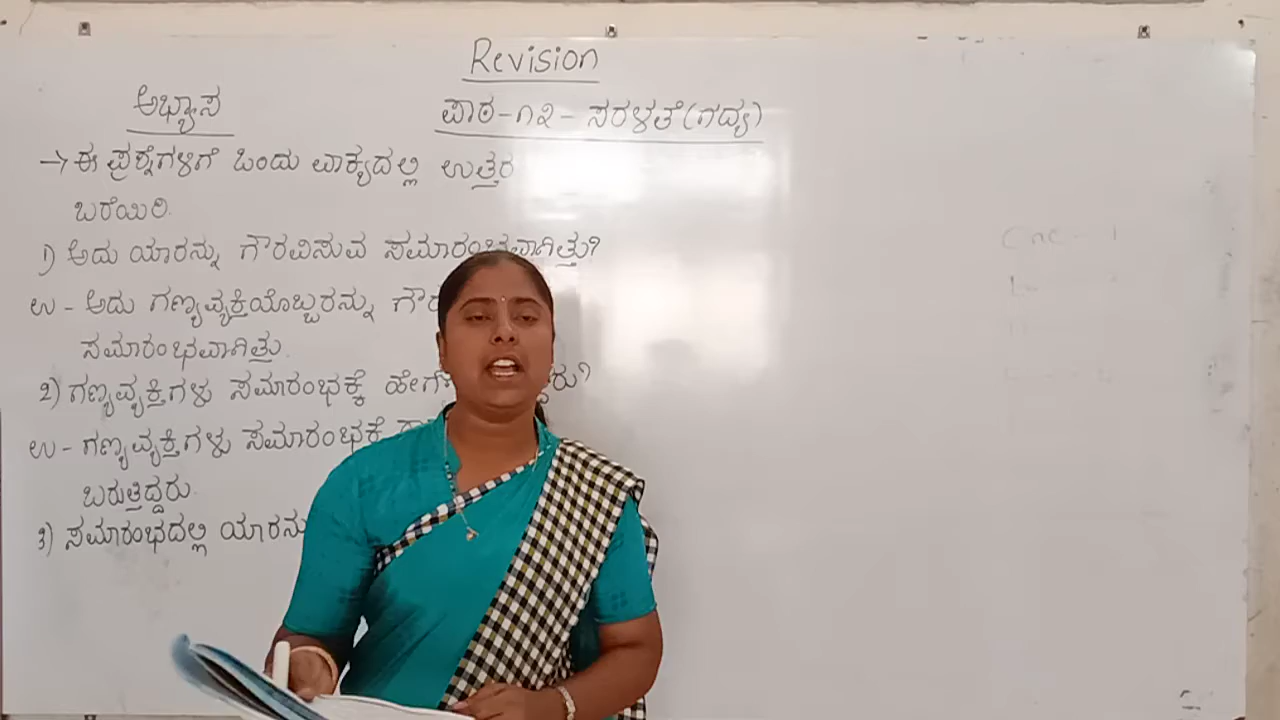 Revision
ಅಭ್ಯಾಸ
ಪಾಠ-೧೩- ಸರಳತೆ(ಗದ್ಯ)
→ ಈ ಪ್ರಶ್ನೆಗಳಿಗೆ ಒಂದು ವಾಕ್ಯದಲ್ಲಿ ಉತ್ತರ
ಬರೆಯಿರಿ.
1) ಅದು ಯಾರನ್ನು ಗೌರವಿಸುವ ಸಮಾರಂಭವಾಗಿತ್ತು?
ಉ - ಅದು ಗಣ್ಯವ್ಯಕ್ತಿಯೊಬ್ಬರನ್ನು
ಸಮಾರಂಭವಾಗಿತ್ತು.
2) ಗಣ್ಯವ್ಯಕ್ತಿಗಳು ಸಮಾರಂಭಕ್ಕೆ
ಉ - ಗಣ್ಯವ್ಯಕ್ತಿಗಳು ಸಮಾರಂಭಕ್ಕೆ
ಬರುತ್ತಿದ್ದರು.
3) ಸಮಾರಂಭದಲ್ಲಿ